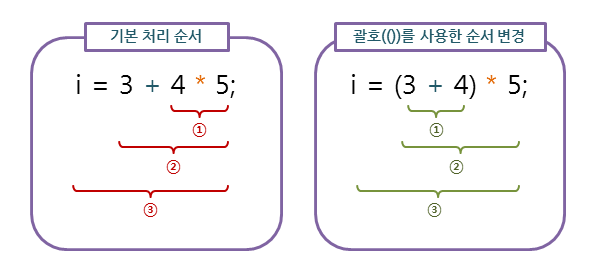 기본 처리 순서
i = 3 + 4 * 5;
①
②
③
괄호(())를 사용한 순서 변경
i = (3 + 4) * 5;
①
②
③